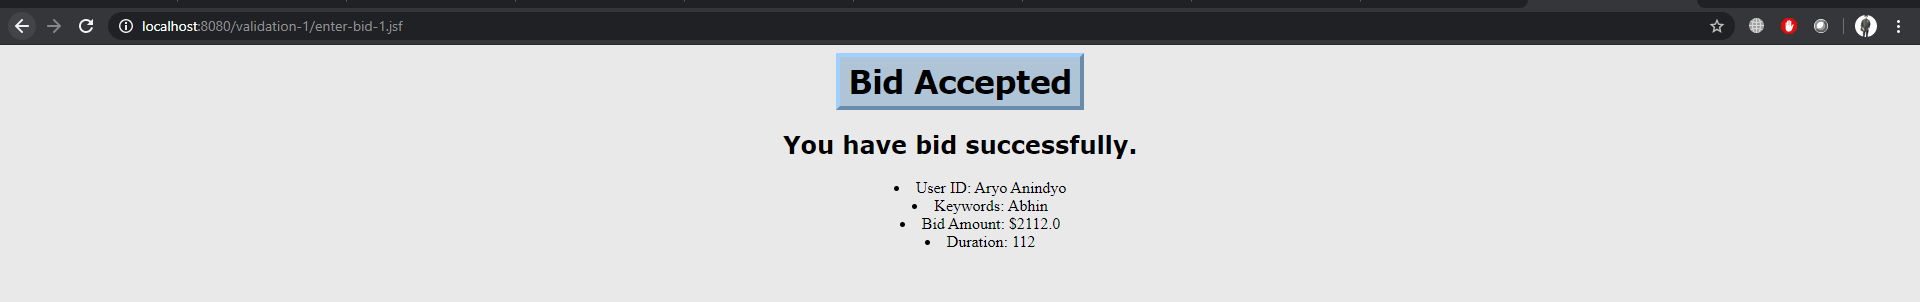 localhost:8080/validation-1/enter-bid-1.jsf
Bid Accepted
You have bid successfully.
• User ID: Aryo Anindyo
• Keywords: Abhin
• Bid Amount: $2112.0
• Duration: 112